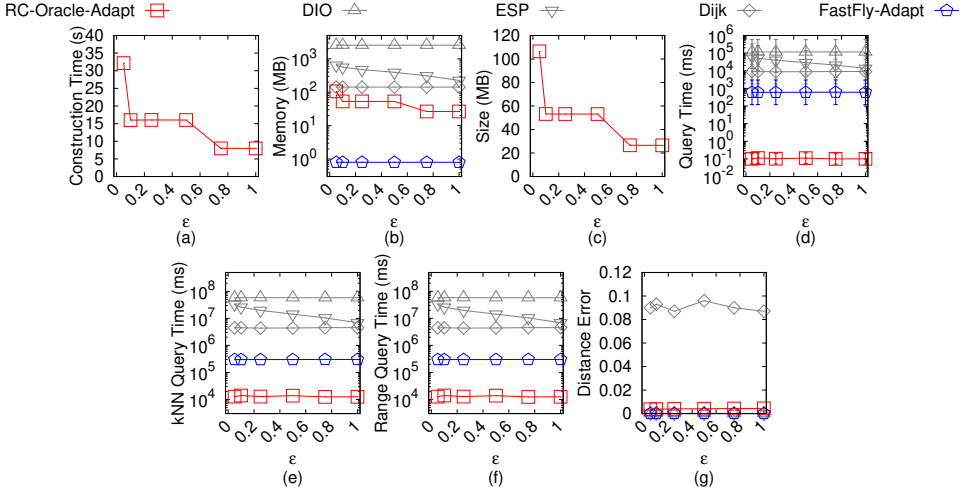 RC-Oracle-Adapt DIO ESP Dijk FastFly-Adapt
Construction Time (s)
0 5 10 15 20 25 30 35 40
0 0.2 0.4 0.6 0.8 1
ε
(a)
Memory (MB)
10^0 10^1 10^2 10^3
0 0.2 0.4 0.6 0.8 1
ε
(b)
Size (MB)
0 20 40 60 80 100 120
0 0.2 0.4 0.6 0.8 1
ε
(c)
Query Time (ms)
10^-2 10^-1 10^0 10^1 10^2 10^3 10^4 10^5 10^6
0 0.2 0.4 0.6 0.8 1
ε
(d)
kNN Query Time (ms)
10^4 10^5 10^6 10^7 10^8
0 0.2 0.4 0.6 0.8 1
ε
(e)
Range Query Time (ms)
10^4 10^5 10^6 10^7 10^8
0 0.2 0.4 0.6 0.8 1
ε
(f)
Distance Error
0 0.02 0.04 0.06 0.08 0.1 0.12
0 0.2 0.4 0.6 0.8 1
ε
(g)